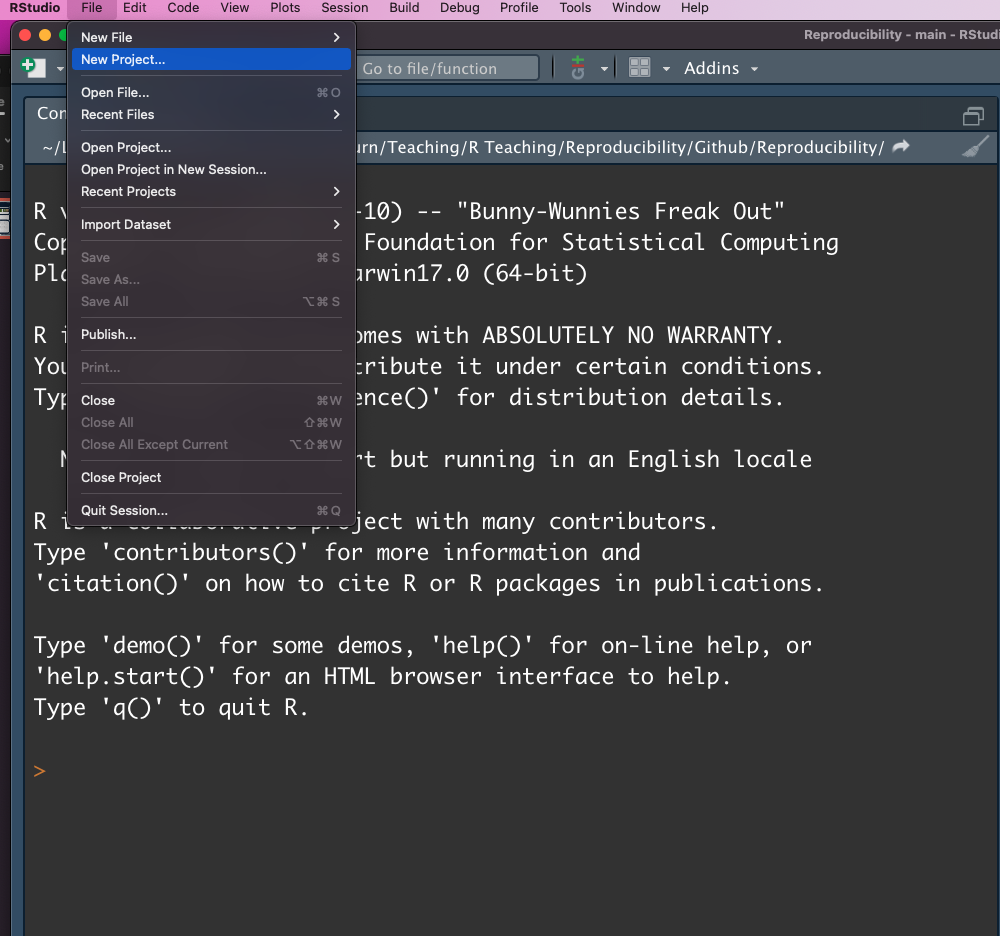 RStudio File Edit Code View Plots Session Build Debug Profile Tools Window Help
Reproducibility - main - RStudi
New File
New Project...
Open File... ⌘O
Recent Files
Open Project...
Open Project in New Session...
Recent Projects
Import Dataset
Save ⌘S
Save As...
Save All ⌥⌘S
Publish...
Print...
Close ⌘W
Close All ⇧⌘W
Close All Except Current ⌥⇧⌘W
Close Project
Quit Session... ⌘Q
Go to file/function Addins
Con
~/L urn/Teaching/R Teaching/Reproducibility/Github/Reproducibility/
R v -10) -- "Bunny-Wunnies Freak Out"
Cop Foundation for Statistical Computing
Pla arwin17.0 (64-bit)
R i omes with ABSOLUTELY NO WARRANTY.
You tribute it under certain conditions.
Typ ence()' for distribution details.
N rt but running in an English locale
R is a collaborative project with many contributors.
Type 'contributors()' for more information and
'citation()' on how to cite R or R packages in publications.
Type 'demo()' for some demos, 'help()' for on-line help, or
'help.start()' for an HTML browser interface to help.
Type 'q()' to quit R.
>